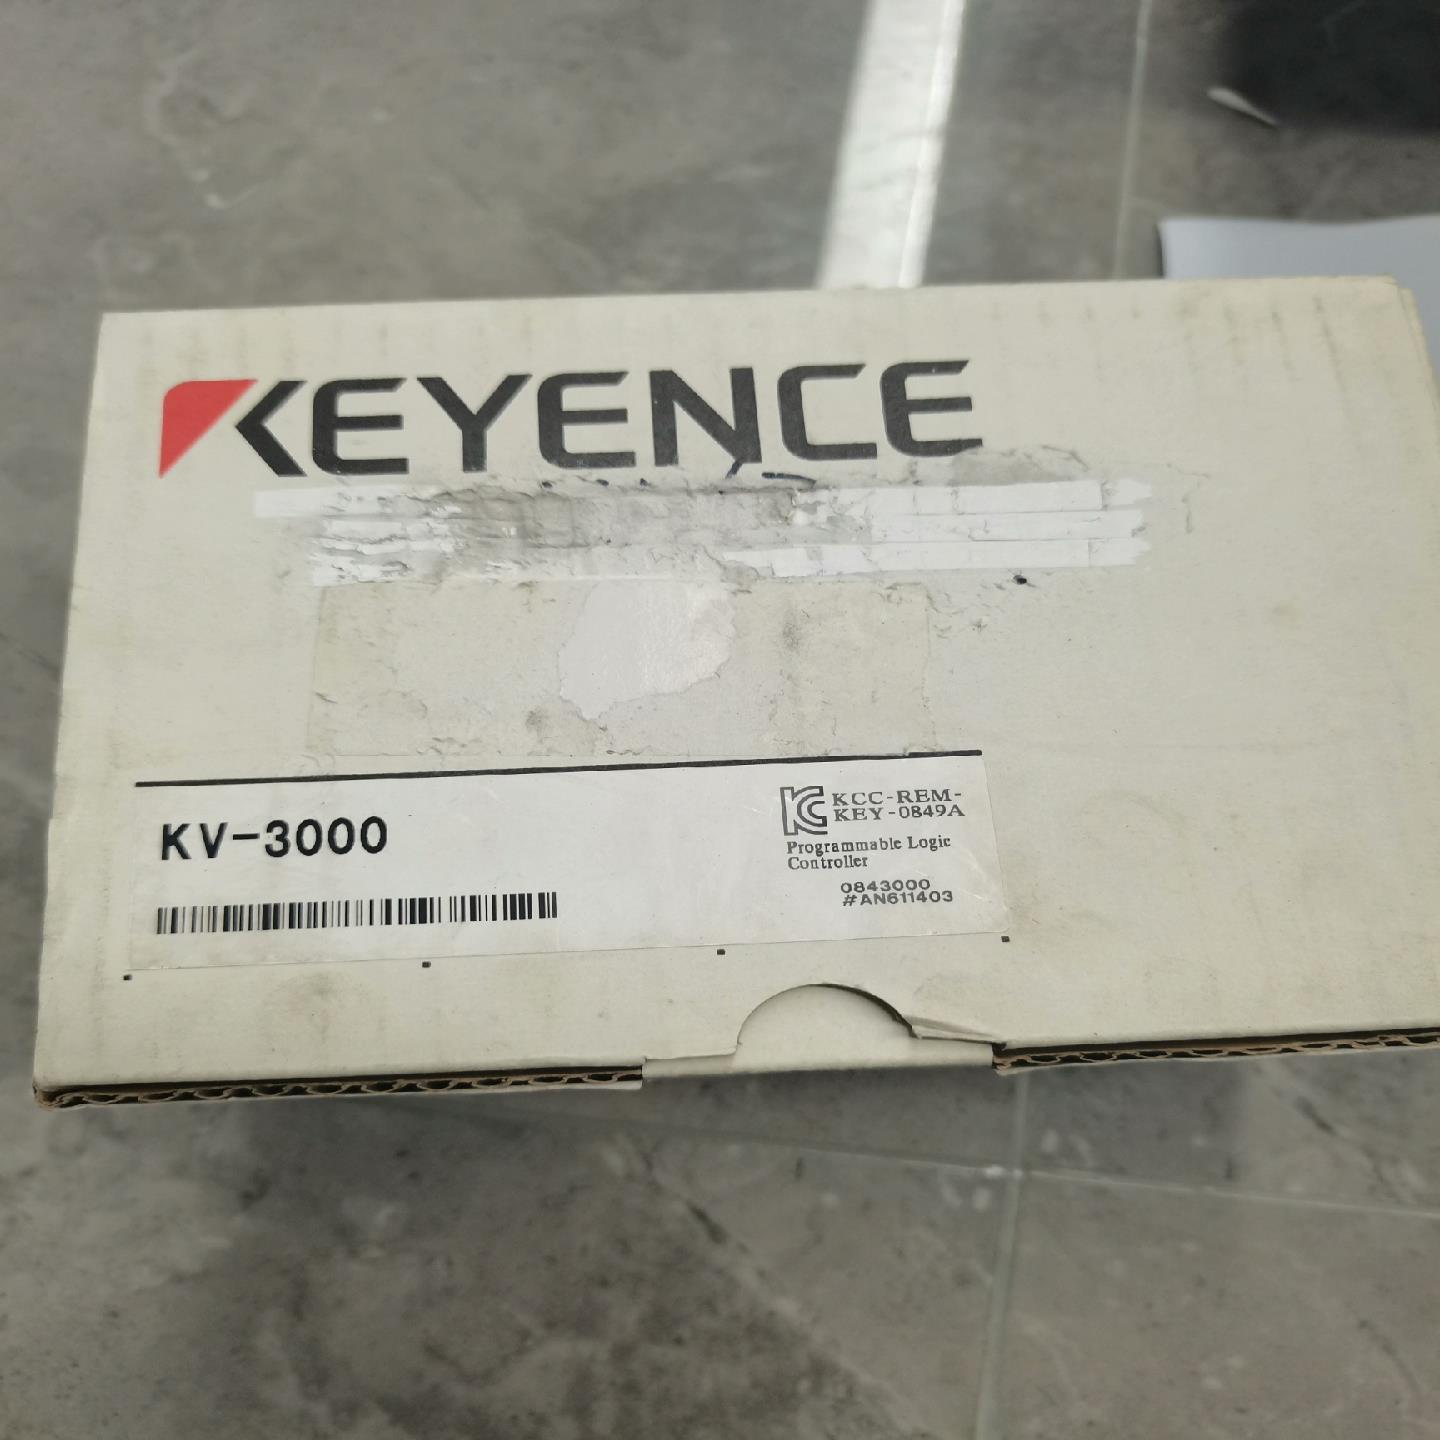 KEYENCE
KV-3000
KCC-REM-
KEY-0849A
Programmable Logic
Controller
0843000
#AN611403